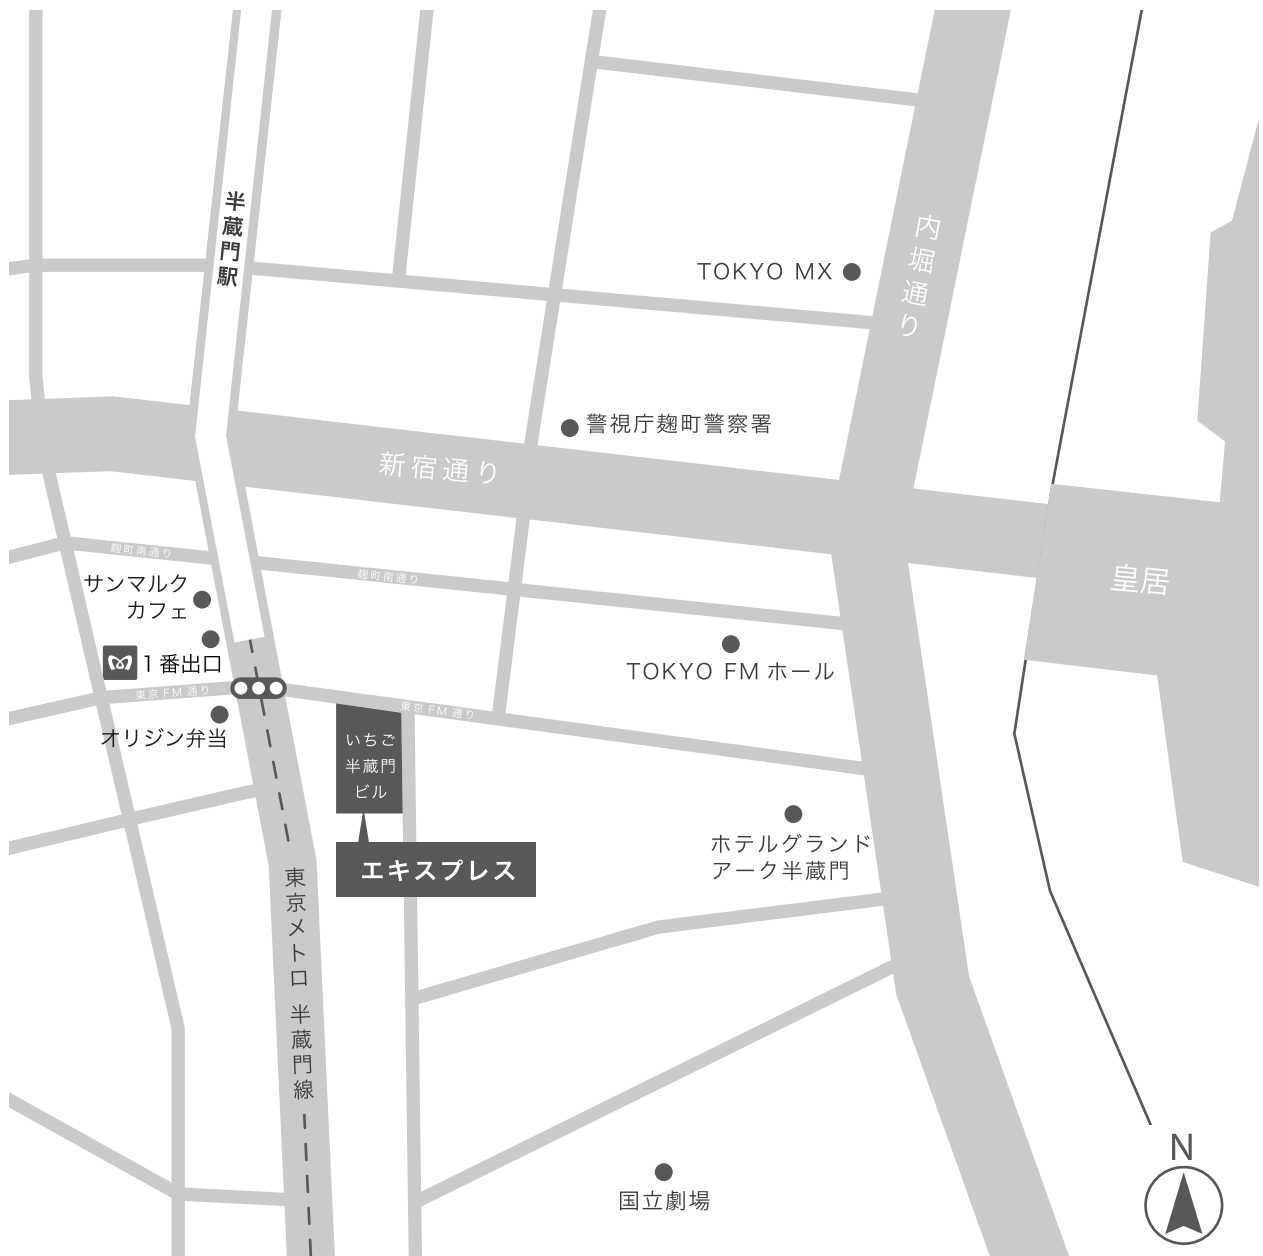 半蔵門駅
内堀通り
TOKYO MX
警視庁麹町警察署
新宿通り
麹町南通り
麹町南通り
皇居
サンマルク
カフェ
1番出口
TOKYO FM ホール
東京FM通り
東京FM通り
オリジン弁当
いちご
半蔵門
ビル
エキスプレス
ホテルグランド
アーク半蔵門
東京メトロ 半蔵門線
国立劇場
N